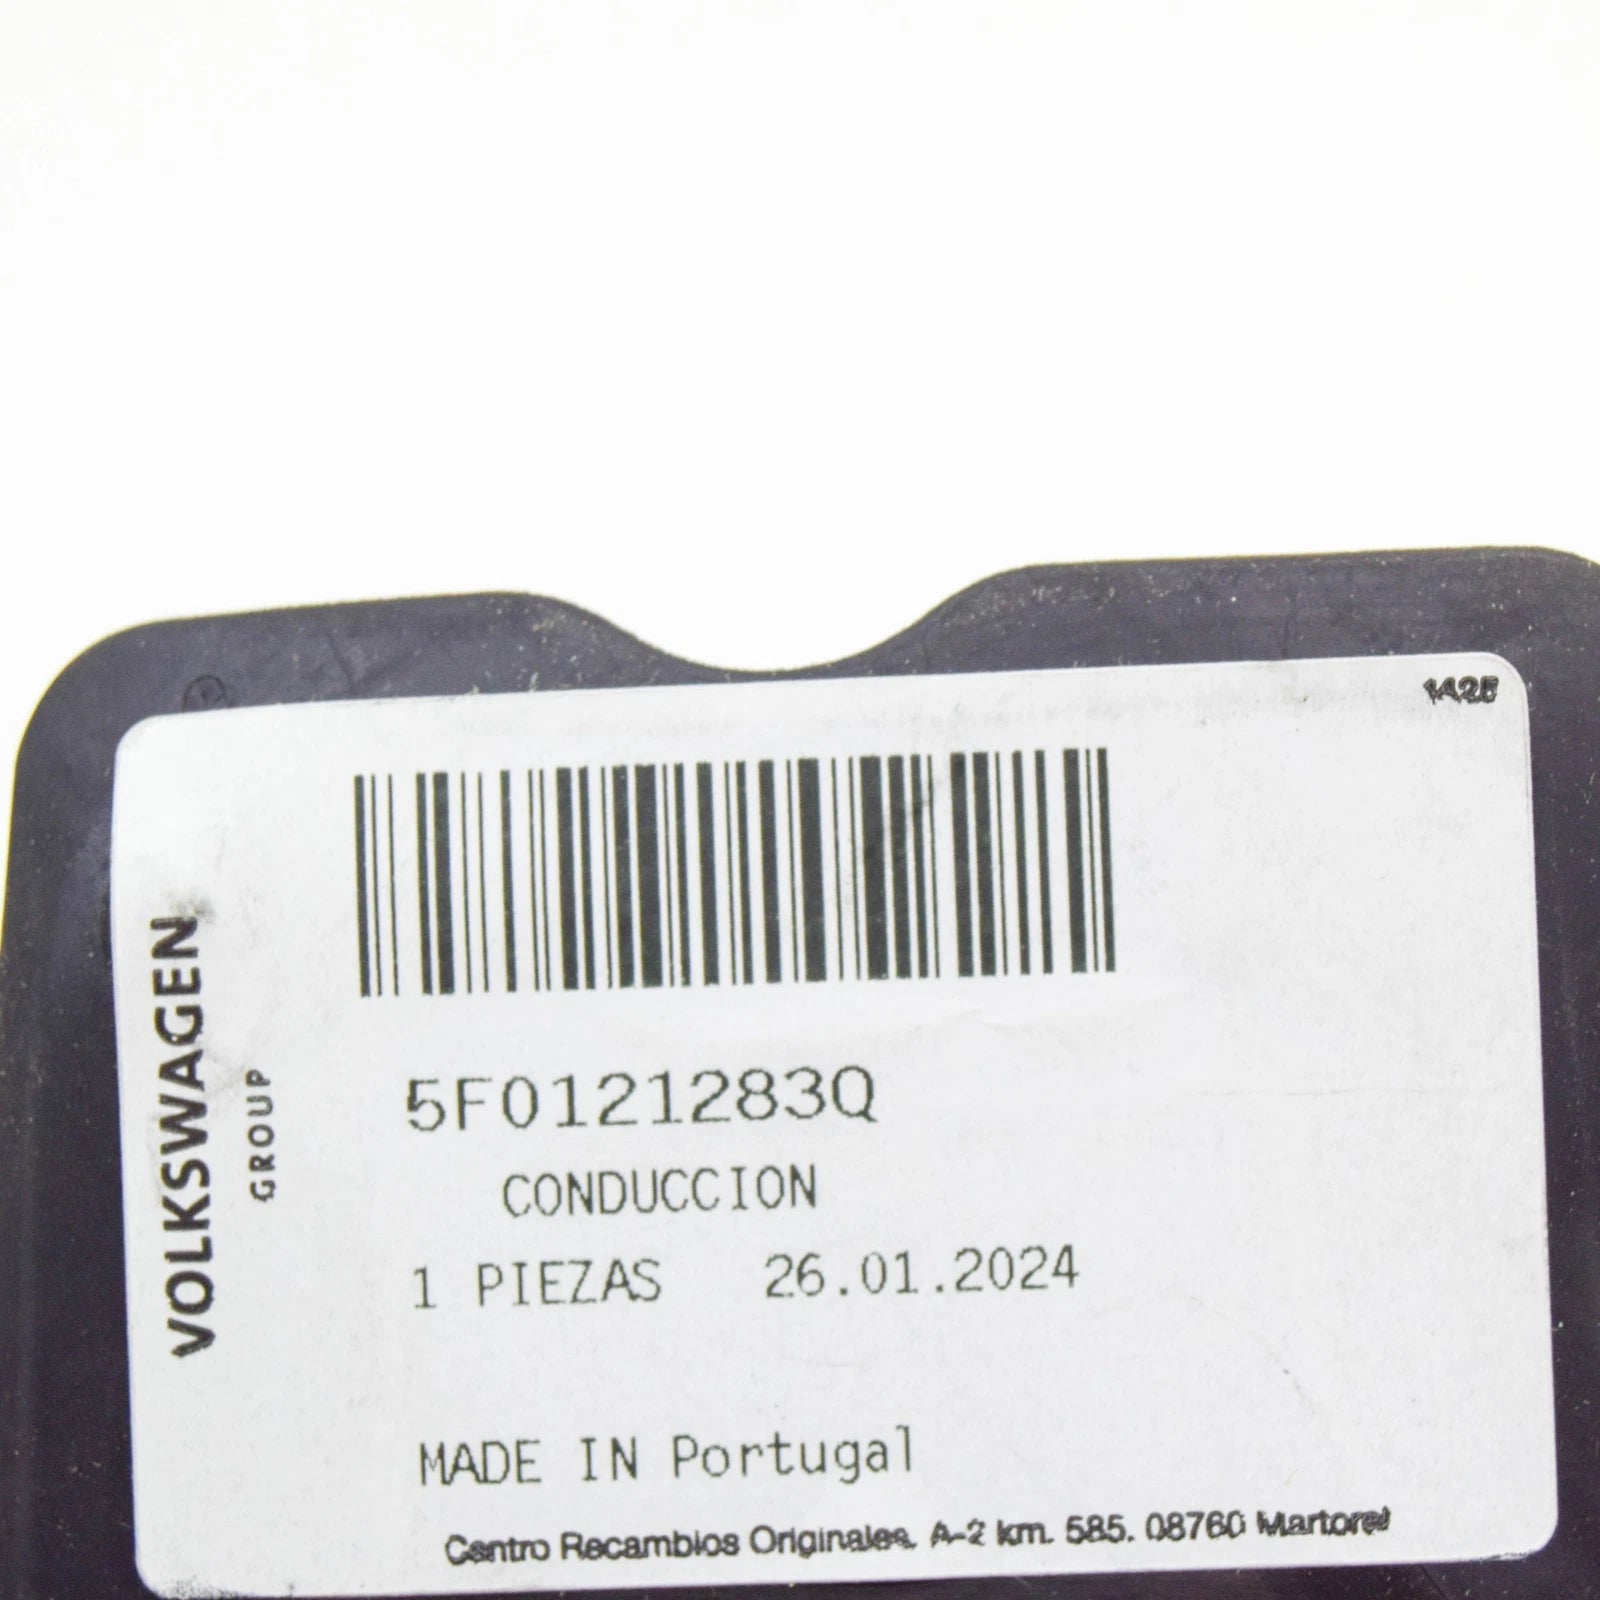 1425
VOLKSWAGEN
GROUP
5F0121283Q
CONDUCCION
1 PIEZAS 26.01.2024
MADE IN Portugal
Centro Recambios Originales. A-2 km. 585. 08760 Martorel